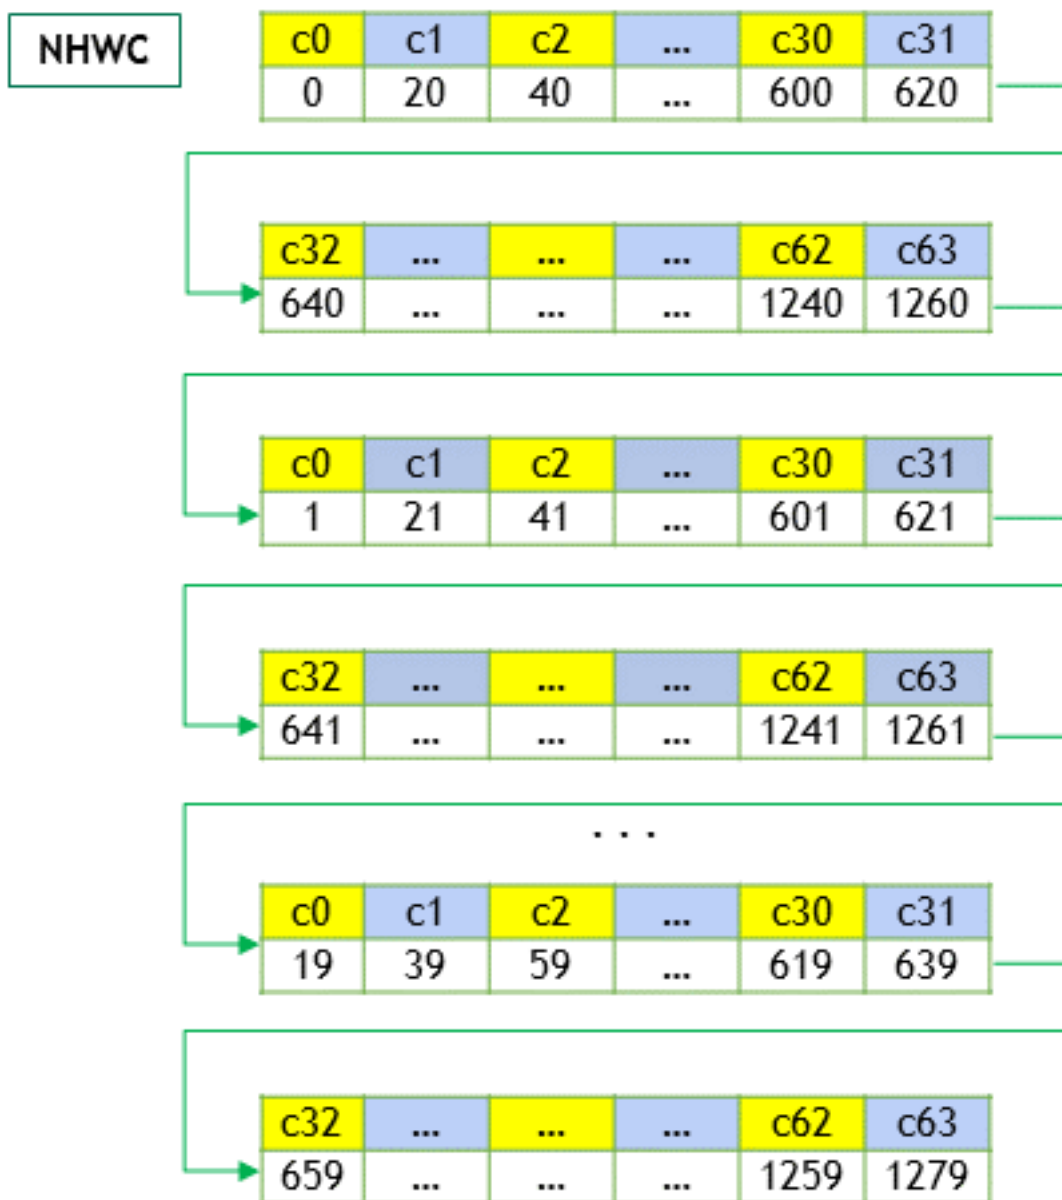 NHWC
c0 c1 c2 ... c30 c31
0 20 40 ... 600 620
c32 ... ... ... c62 c63
640 ... ... ... 1240 1260
c0 c1 c2 ... c30 c31
1 21 41 ... 601 621
c32 ... ... ... c62 c63
641 ... ... ... 1241 1261
. . .
c0 c1 c2 ... c30 c31
19 39 59 ... 619 639
c32 ... ... ... c62 c63
659 ... ... ... 1259 1279